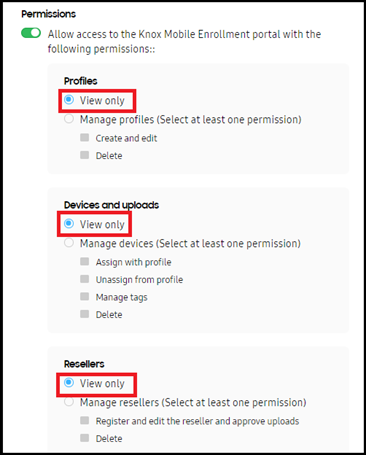 Permissions
Allow access to the Knox Mobile Enrollment portal with the
following permissions::
Profiles
View only
Manage profiles (Select at least one permission)
Create and edit
Delete
Devices and uploads
View only
Manage devices (Select at least one permission)
Assign with profile
Unassign from profile
Manage tags
Delete
Resellers
View only
Manage resellers (Select at least one permission)
Register and edit the reseller and approve uploads
Delete